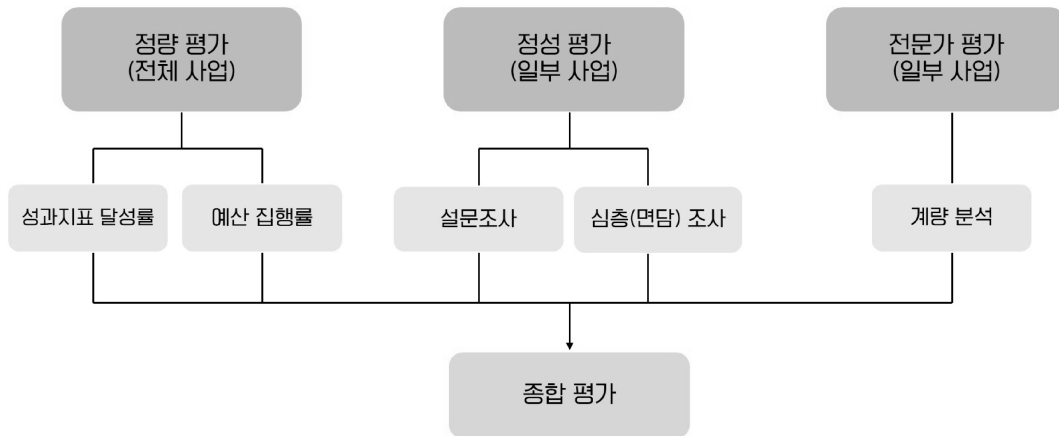 정량 평가
(전체 사업)
정성 평가
(일부 사업)
전문가 평가
(일부 사업)
성과지표 달성률
예산 집행률
설문조사
심층(면담) 조사
계량 분석
종합 평가